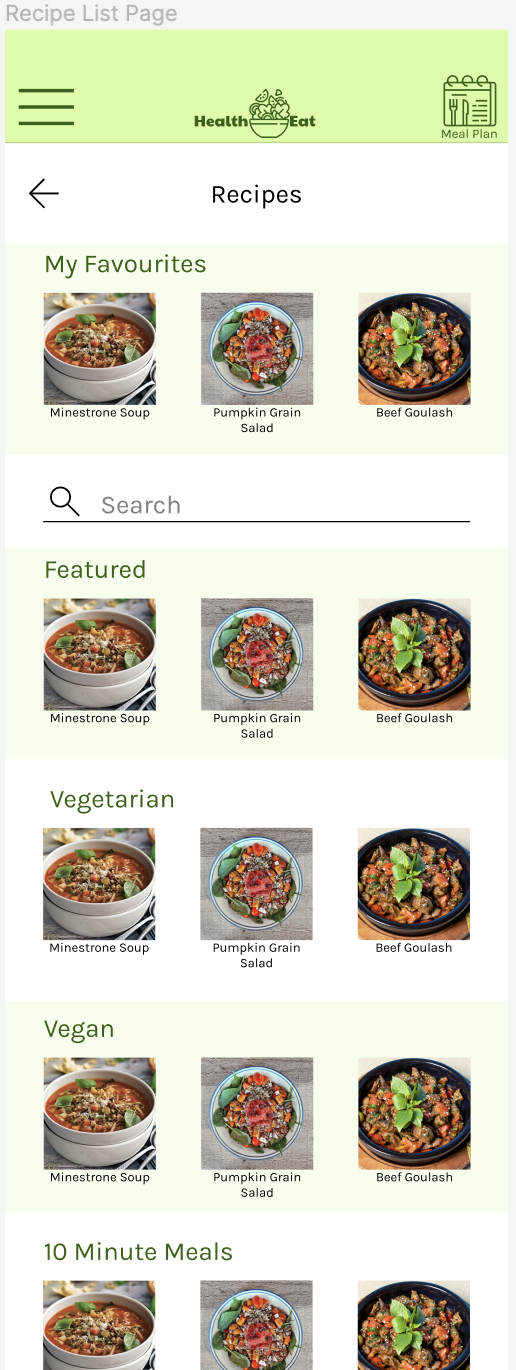 Recipe List Page
Health Eat
Meal Plan
Recipes
My Favourites
Minestrone Soup
Pumpkin Grain
Salad
Beef Goulash
Search
Featured
Minestrone Soup
Pumpkin Grain
Salad
Beef Goulash
Vegetarian
Minestrone Soup
Pumpkin Grain
Salad
Beef Goulash
Vegan
Minestrone Soup
Pumpkin Grain
Salad
Beef Goulash
10 Minute Meals